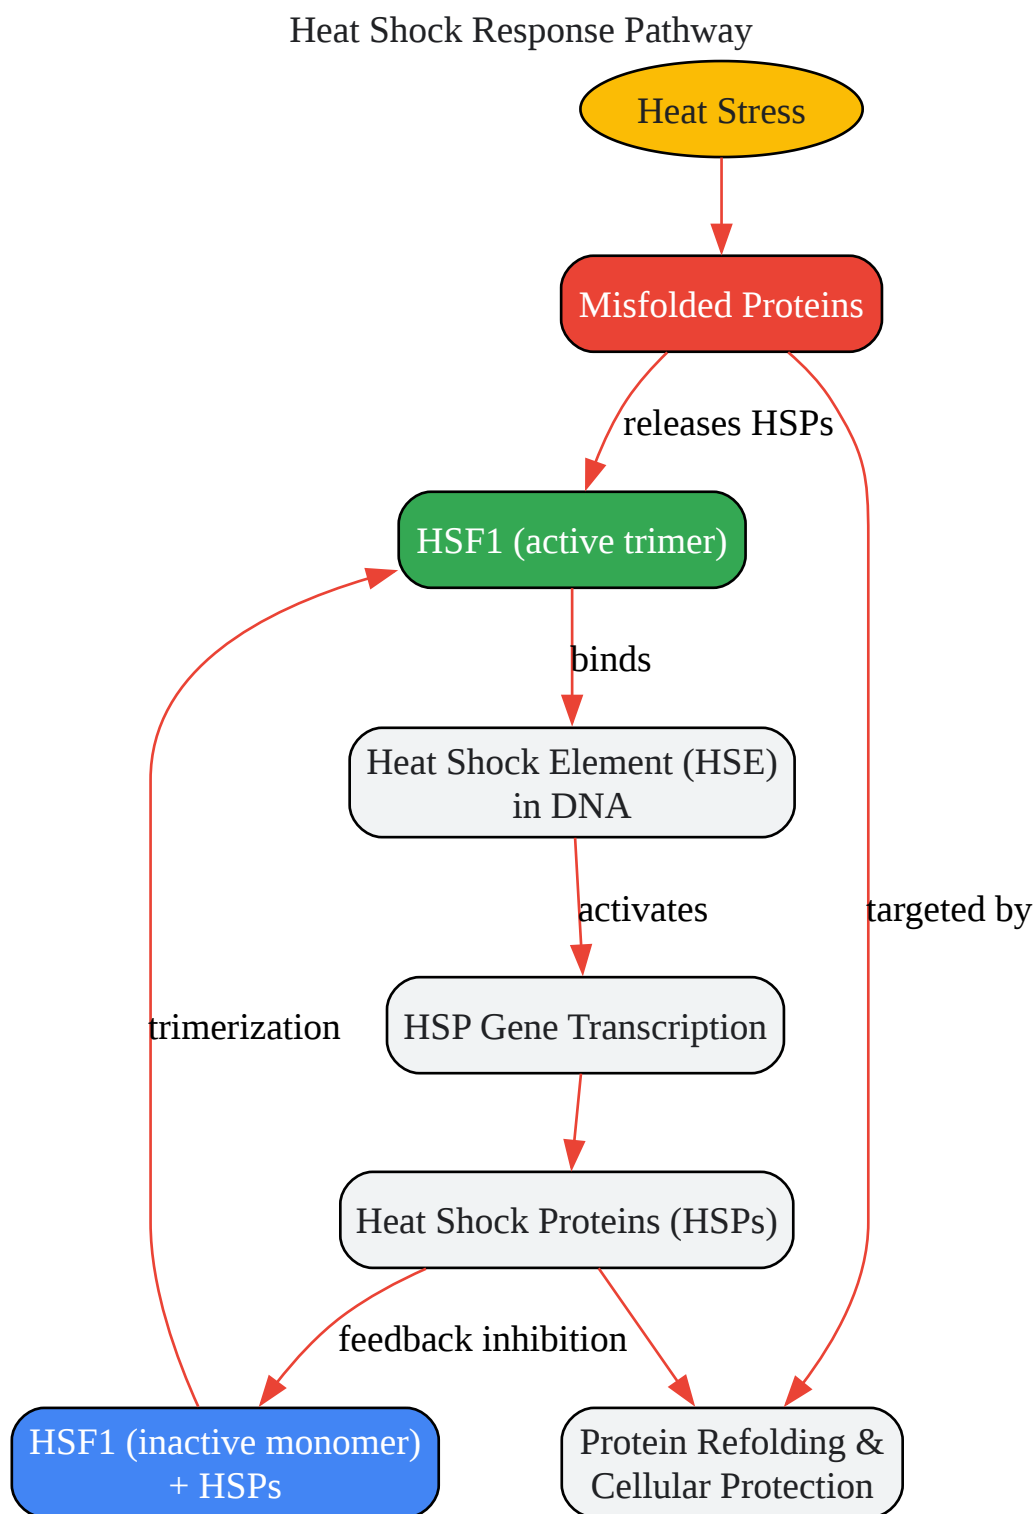 Heat Shock Response Pathway
Heat Stress
Misfolded Proteins
releases HSPs
HSF1 (active trimer)
binds
Heat Shock Element (HSE)
in DNA
activates
targeted by
HSP Gene Transcription
trimerization
Heat Shock Proteins (HSPs)
feedback inhibition
HSF1 (inactive monomer)
+ HSPs
Protein Refolding &
Cellular Protection